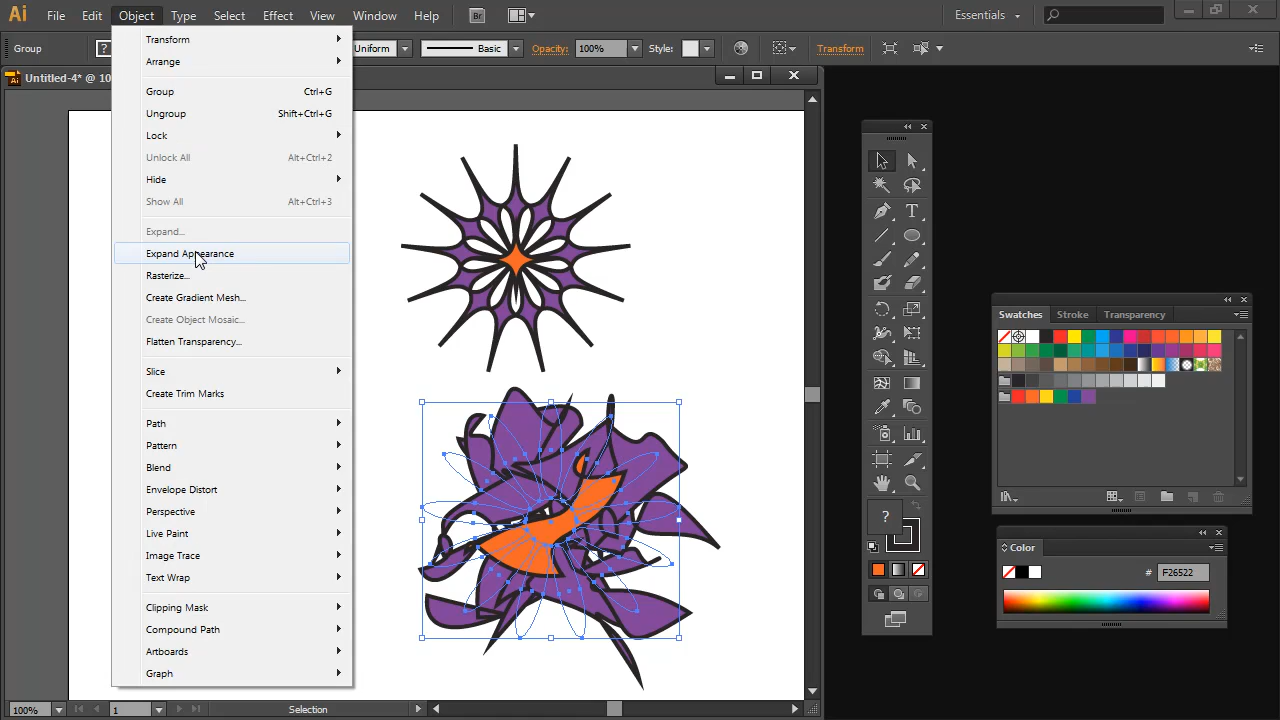 Ai File Edit Object Type Select Effect View Window Help Br Essentials
Group ? Uniform Basic Opacity: 100% Style: Transform
Untitled-4* @ 10
Transform
Arrange
Group Ctrl+G
Ungroup Shift+Ctrl+G
Lock
Unlock All Alt+Ctrl+2
Hide
Show All Alt+Ctrl+3
Expand...
Expand Appearance
Rasterize...
Create Gradient Mesh...
Create Object Mosaic...
Flatten Transparency...
Slice
Create Trim Marks
Path
Pattern
Blend
Envelope Distort
Perspective
Live Paint
Image Trace
Text Wrap
Clipping Mask
Compound Path
Artboards
Graph
T
?
Swatches Stroke Transparency
Color
# F26522
100% 1 Selection